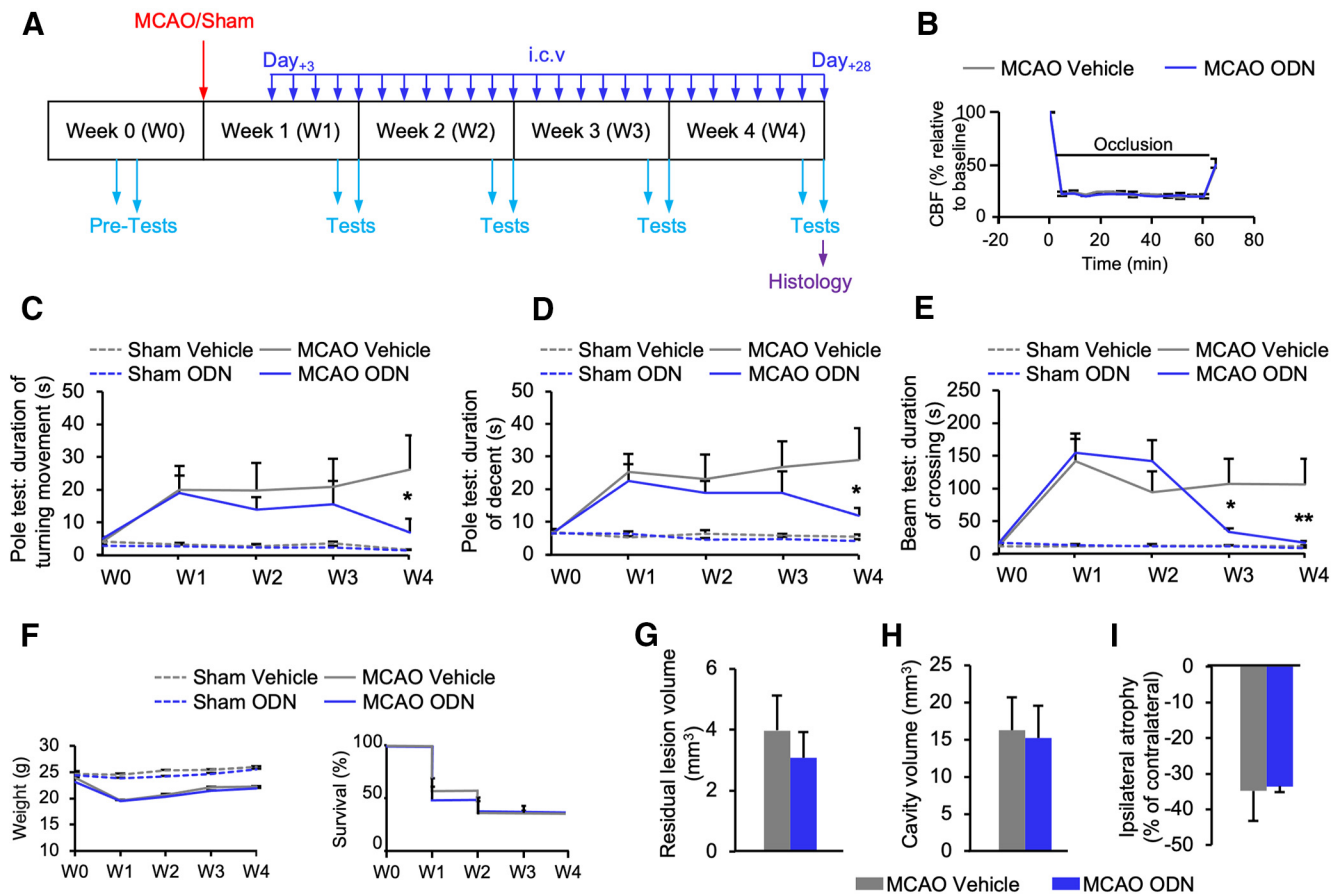 A
MCAO/Sham
Day+3
i.c.v
Day+28
Week 0 (W0)
Week 1 (W1)
Week 2 (W2)
Week 3 (W3)
Week 4 (W4)
Pre-Tests
Tests
Tests
Tests
Tests
Histology
B
MCAO Vehicle
MCAO ODN
CBF (% relative
to baseline)
100
50
0
Occlusion
-20
0
20
40
60
80
Time (min)
C
Sham Vehicle
MCAO Vehicle
Sham ODN
MCAO ODN
Pole test: duration of
turning movement (s)
50
40
30
20
10
0
*
W0
W1
W2
W3
W4
D
Sham Vehicle
MCAO Vehicle
Sham ODN
MCAO ODN
Pole test: duration
of decent (s)
50
40
30
20
10
0
*
W0
W1
W2
W3
W4
E
Sham Vehicle
MCAO Vehicle
Sham ODN
MCAO ODN
Beam test: duration
of crossing (s)
250
200
150
100
50
0
*
**
W0
W1
W2
W3
W4
F
Sham Vehicle
MCAO Vehicle
Sham ODN
MCAO ODN
Weight (g)
30
25
20
15
10
W0
W1
W2
W3
W4
Survival (%)
100
50
0
W0
W1
W2
W3
W4
G
Residual lesion volume
(mm3)
6
4
2
0
H
Cavity volume (mm3)
25
20
15
10
5
0
I
Ipsilateral atrophy
(% of contralateral)
0
-10
-20
-30
-40
-50
MCAO Vehicle
MCAO ODN